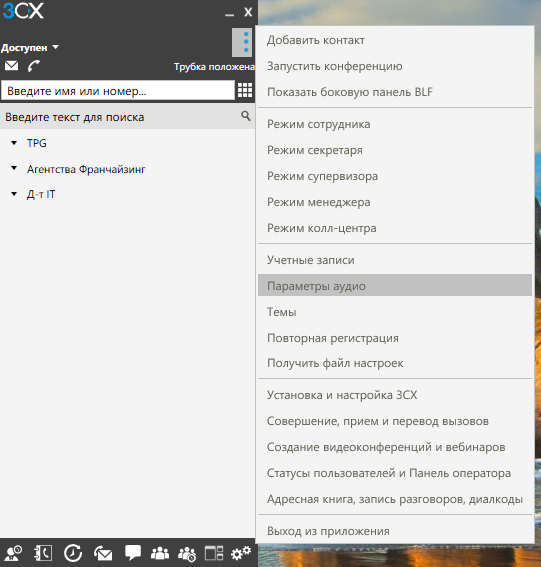 3CX
Доступен
Трубка положена
Введите имя или номер...
Введите текст для поиска
TPG
Агентства Франчайзинг
Д-т IT
Добавить контакт
Запустить конференцию
Показать боковую панель BLF
Режим сотрудника
Режим секретаря
Режим супервизора
Режим менеджера
Режим колл-центра
Учетные записи
Параметры аудио
Темы
Повторная регистрация
Получить файл настроек
Установка и настройка 3CX
Совершение, прием и перевод вызовов
Создание видеоконференций и вебинаров
Статусы пользователей и Панель оператора
Адресная книга, запись разговоров, диалкоды
Выход из приложения